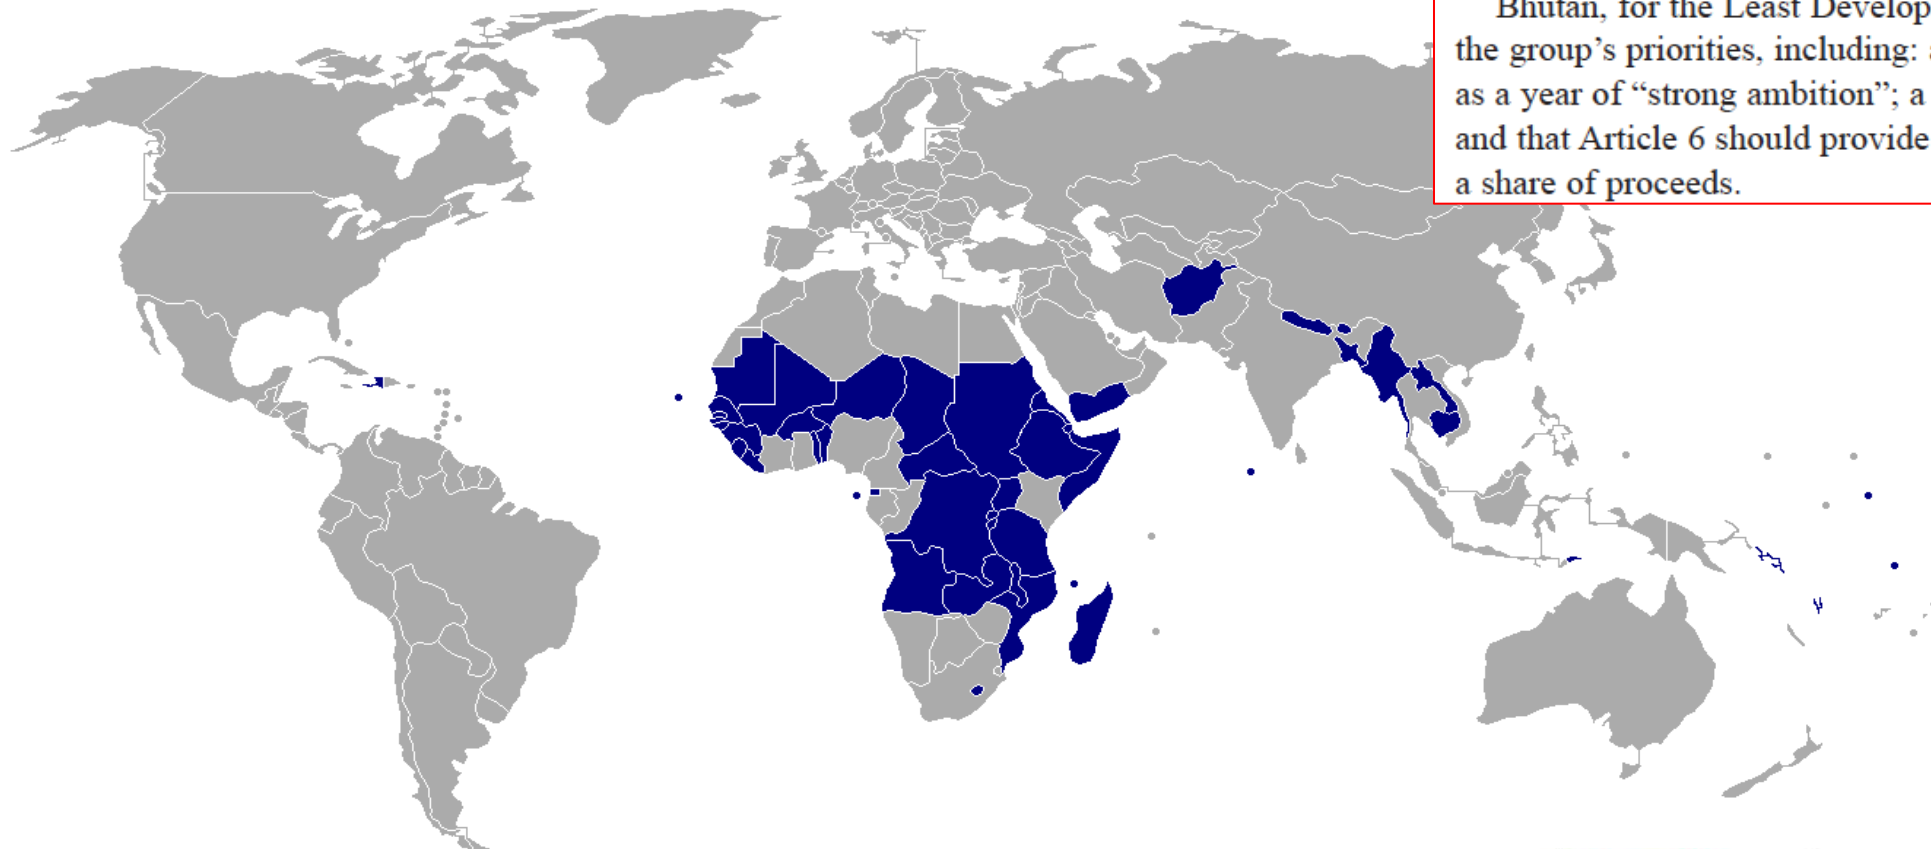 Bhutan, for the Least Develop
the group’s priorities, including:
as a year of “strong ambition”; a
and that Article 6 should provide
a share of proceeds.